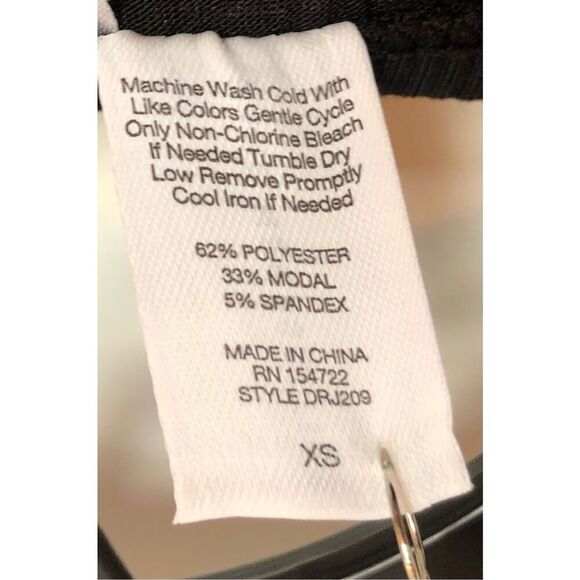 Machine Wash Cold With
Like Colors Gentle Cycle
Only Non-Chlorine Bleach
If Needed Tumble Dry
Low Remove Promptly
Cool Iron If Needed
62% POLYESTER
33% MODAL
5% SPANDEX
MADE IN CHINA
RN 154722
STYLE DRJ209
XS